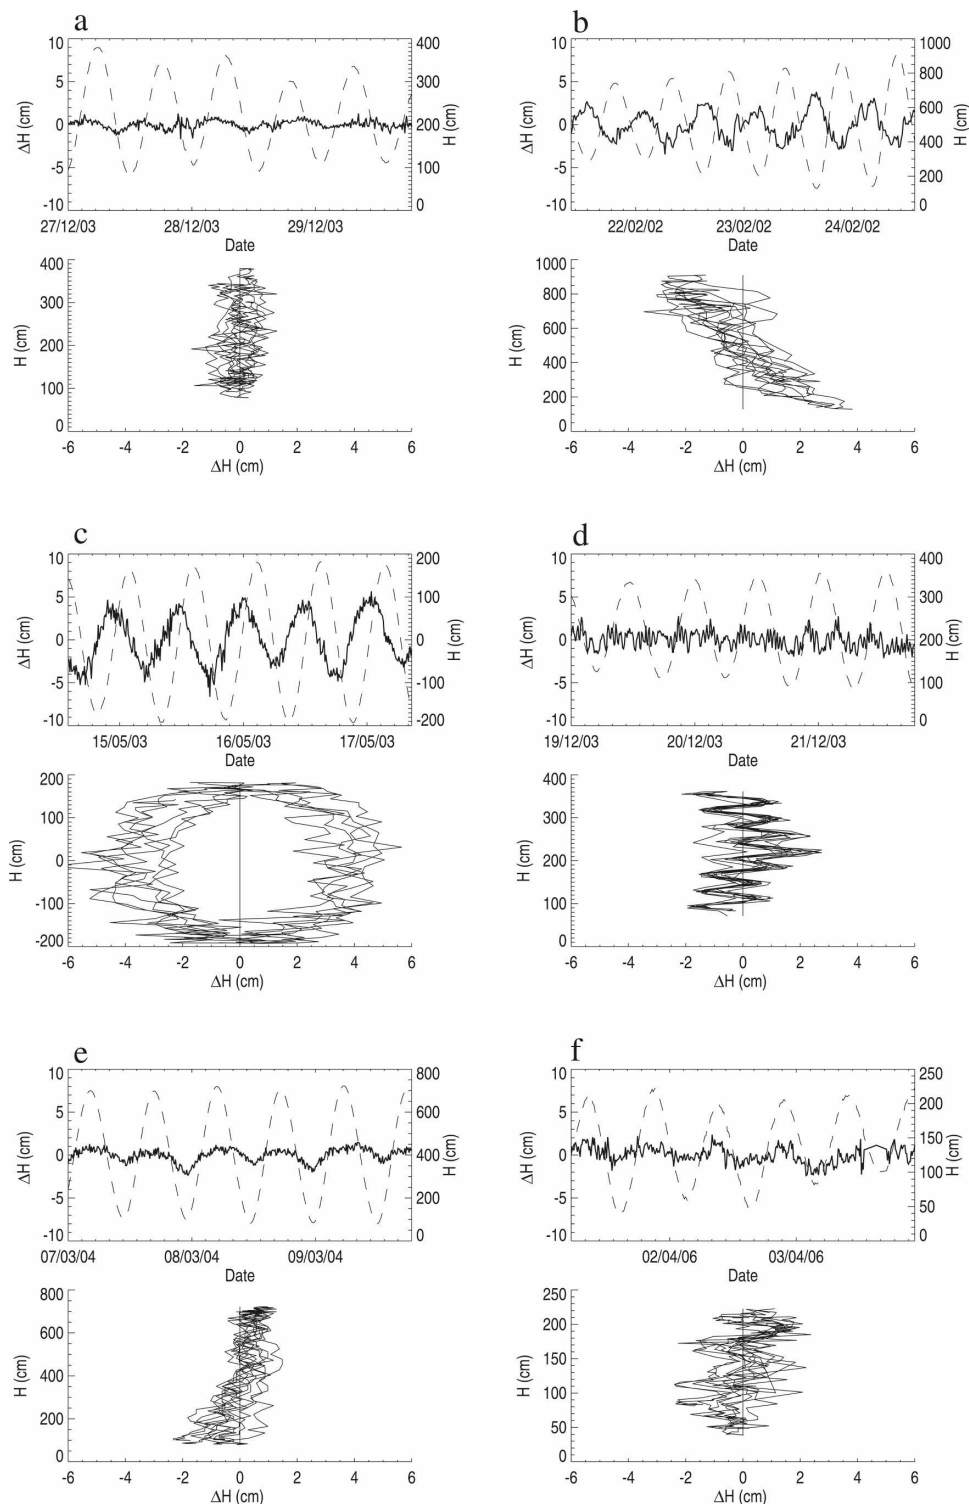 a
10
5
0
-5
-10
ΔH (cm)
400
300
200
100
0
H (cm)
27/12/03 28/12/03 29/12/03
Date
400
300
200
100
0
H (cm)
-6 -4 -2 0 2 4 6
ΔH (cm)
b
10
5
0
-5
-10
ΔH (cm)
1000
800
600
400
200
0
H (cm)
22/02/02 23/02/02 24/02/02
Date
1000
800
600
400
200
0
H (cm)
-6 -4 -2 0 2 4 6
ΔH (cm)
c
10
5
0
-5
-10
ΔH (cm)
200
100
0
-100
-200
H (cm)
15/05/03 16/05/03 17/05/03
Date
200
100
0
-100
-200
H (cm)
-6 -4 -2 0 2 4 6
ΔH (cm)
d
10
5
0
-5
-10
ΔH (cm)
400
300
200
100
0
H (cm)
19/12/03 20/12/03 21/12/03
Date
400
300
200
100
0
H (cm)
-6 -4 -2 0 2 4 6
ΔH (cm)
e
10
5
0
-5
-10
ΔH (cm)
800
600
400
200
0
H (cm)
07/03/04 08/03/04 09/03/04
Date
800
600
400
200
0
H (cm)
-6 -4 -2 0 2 4 6
ΔH (cm)
f
10
5
0
-5
-10
ΔH (cm)
250
200
150
100
50
0
H (cm)
02/04/06 03/04/06
Date
250
200
150
100
50
0
H (cm)
-6 -4 -2 0 2 4 6
ΔH (cm)